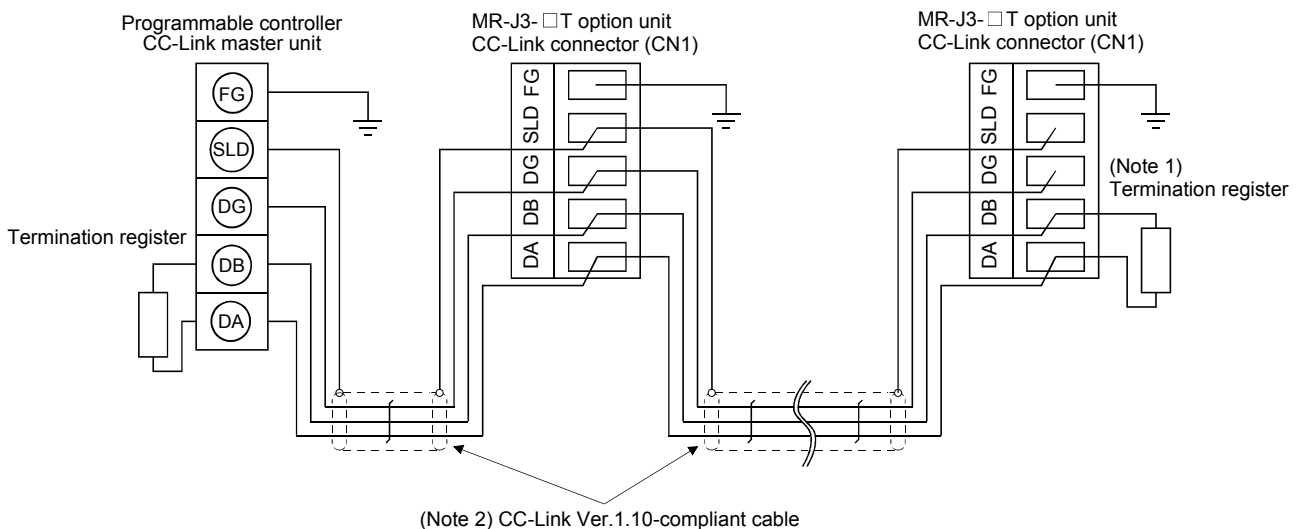 Programmable controller
CC-Link master unit
MR-J3-□T option unit
CC-Link connector (CN1)
MR-J3-□T option unit
CC-Link connector (CN1)
FG
SLD
DG
DB
DA
Termination register
FG
SLD
DG
DB
DA
FG
SLD
DG
DB
DA
(Note 1)
Termination register
(Note 2) CC-Link Ver.1.10-compliant cable